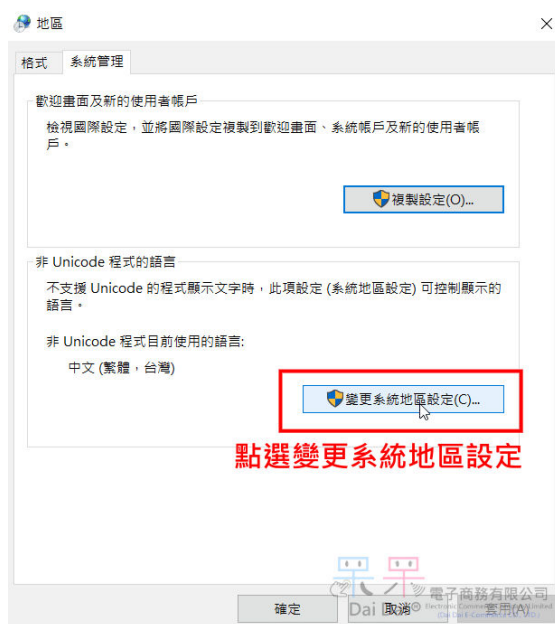 地區
格式
系統管理
歡迎畫面及新的使用者帳戶
檢視國際設定，並將國際設定複製到歡迎畫面、系統帳戶及新的使用者帳
戶。
複製設定(O)...
非 Unicode 程式的語言
不支援 Unicode 的程式顯示文字時，此項設定 (系統地區設定) 可控制顯示的
語言。
非 Unicode 程式目前使用的語言:
中文 (繁體，台灣)
變更系統地區設定(C)...
點選變更系統地區設定
電子商務有限公司
Dai Dai
確定
取消
套用(A)